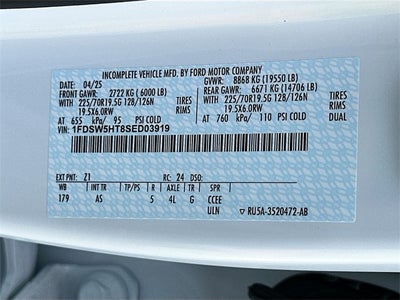 INCOMPLETE VEHICLE MFD. BY FORD MOTOR COMPANY
DATE: 04/25 GVWR: 8868 KG (19550 LB)
FRONT GAWR: 2722 KG (6000 LB) REAR GAWR: 6671 KG (14706 LB)
WITH WITH
225/70R19.5G 128/126N TIRES 225/70R19.5G 128/126N TIRES
19.5X6.0RW RIMS 19.5X6.0RW RIMS
AT 655 kPa/ 95 PSI COLD AT 760 kPa/ 110 PSI COLD
VIN: 1FDSW5HT8SED03919
EXT PNT: Z1 RC: 24 DSO:
WB INT TR TP/PS R AXLE TR SPR
179 AS 5 4L G CCEE
ULN RU5A-3520472-AB